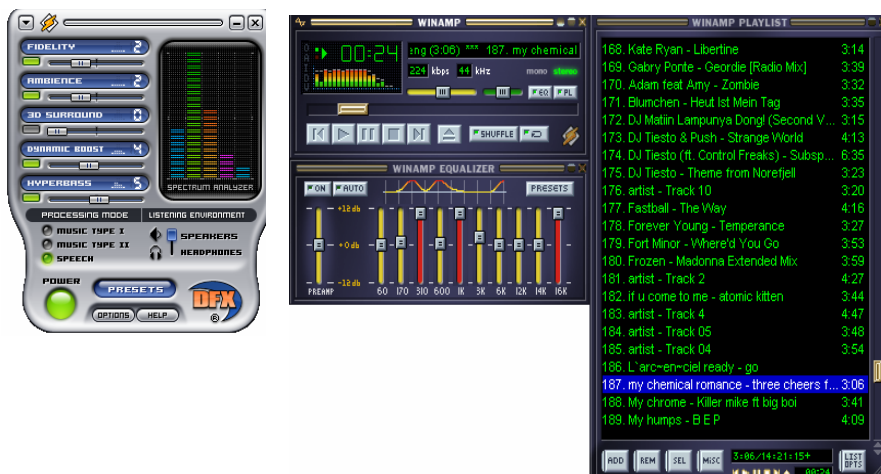 FIDELITY 2
AMBIENCE 2
3D SURROUND 0
DYNAMIC BOOST 4
HYPERBASS 5
SPECTRUM ANALYZER
PROCESSING MODE
LISTENING ENVIRONMENT
MUSIC TYPE I
MUSIC TYPE II
SPEECH
SPEAKERS
HEADPHONES
POWER
PRESETS
OPTIONS
HELP
DFX
®
WINAMP
O
A
I
D
V
00:24
eng (3:06) *** 187. my chemical
224 kbps 44 kHz mono stereo
EQ PL
SHUFFLE
WINAMP EQUALIZER
ON AUTO PRESETS
+12db
+0db
-12db
PREAMP 60 170 310 600 1K 3K 6K 12K 14K 16K
WINAMP PLAYLIST
168. Kate Ryan - Libertine 3:14
169. Gabry Ponte - Geordie [Radio Mix] 3:39
170. Adam feat Amy - Zombie 3:32
171. Blumchen - Heut Ist Mein Tag 3:35
172. DJ Matiin Lampunya Dong! (Second V... 3:15
173. DJ Tiesto & Push - Strange World 4:13
174. DJ Tiesto (ft. Control Freaks) - Subsp... 6:35
175. DJ Tiesto - Theme from Norefjell 3:23
176. artist - Track 10 3:20
177. Fastball - The Way 4:16
178. Forever Young - Temperance 3:27
179. Fort Minor - Where'd You Go 3:53
180. Frozen - Madonna Extended Mix 3:59
181. artist - Track 2 4:27
182. if u come to me - atomic kitten 3:44
183. artist - Track 4 4:47
184. artist - Track 05 3:48
185. artist - Track 04 3:54
186. L`arc~en~ciel ready - go
187. my chemical romance - three cheers f... 3:06
188. My chrome - Killer mike ft big boi 3:41
189. My humps - B E P 4:09
ADD REM SEL MISC 3:06/14:21:15+ LIST OPTS
00:24